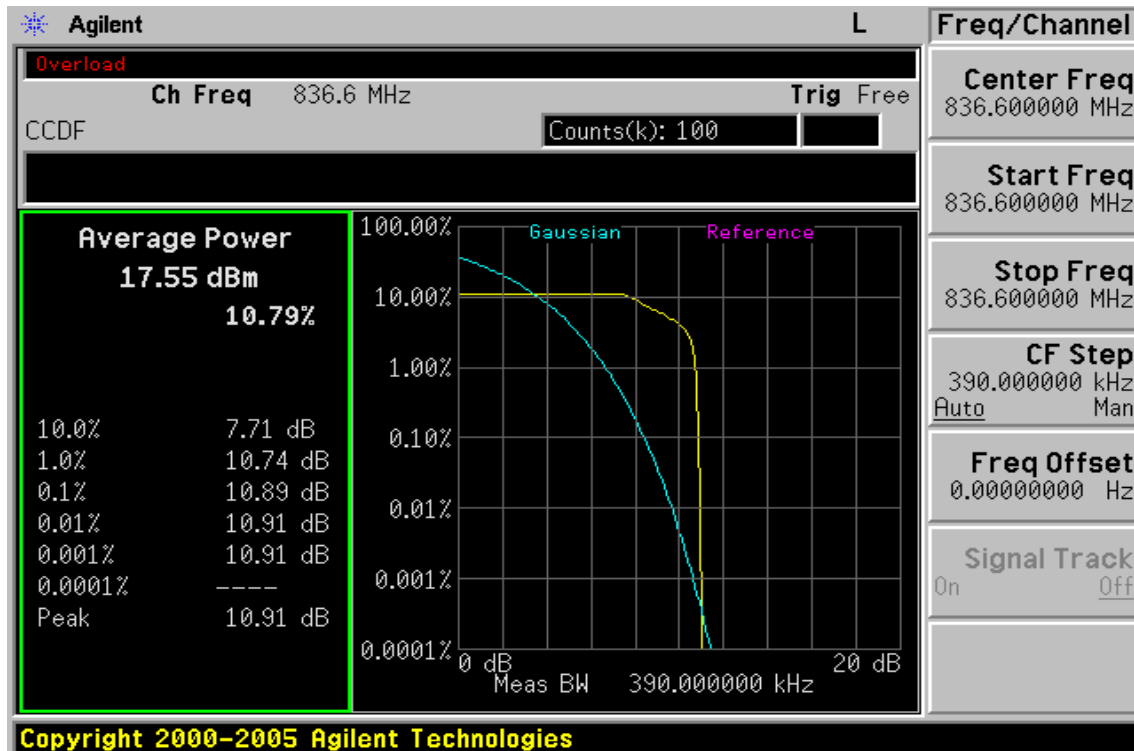 Agilent L
Overload
Ch Freq 836.6 MHz Trig Free
CCDF Counts(k): 100
Average Power
17.55 dBm
10.79%
10.0% 7.71 dB
1.0% 10.74 dB
0.1% 10.89 dB
0.01% 10.91 dB
0.001% 10.91 dB
0.0001% ----
Peak 10.91 dB
Gaussian Reference
100.00%
10.00%
1.00%
0.10%
0.01%
0.001%
0.0001%
0 dB 20 dB
Meas BW 390.000000 kHz
Freq/Channel
Center Freq
836.600000 MHz
Start Freq
836.600000 MHz
Stop Freq
836.600000 MHz
CF Step
390.000000 kHz
Auto Man
Freq Offset
0.00000000 Hz
Signal Track
On Off
Copyright 2000-2005 Agilent Technologies